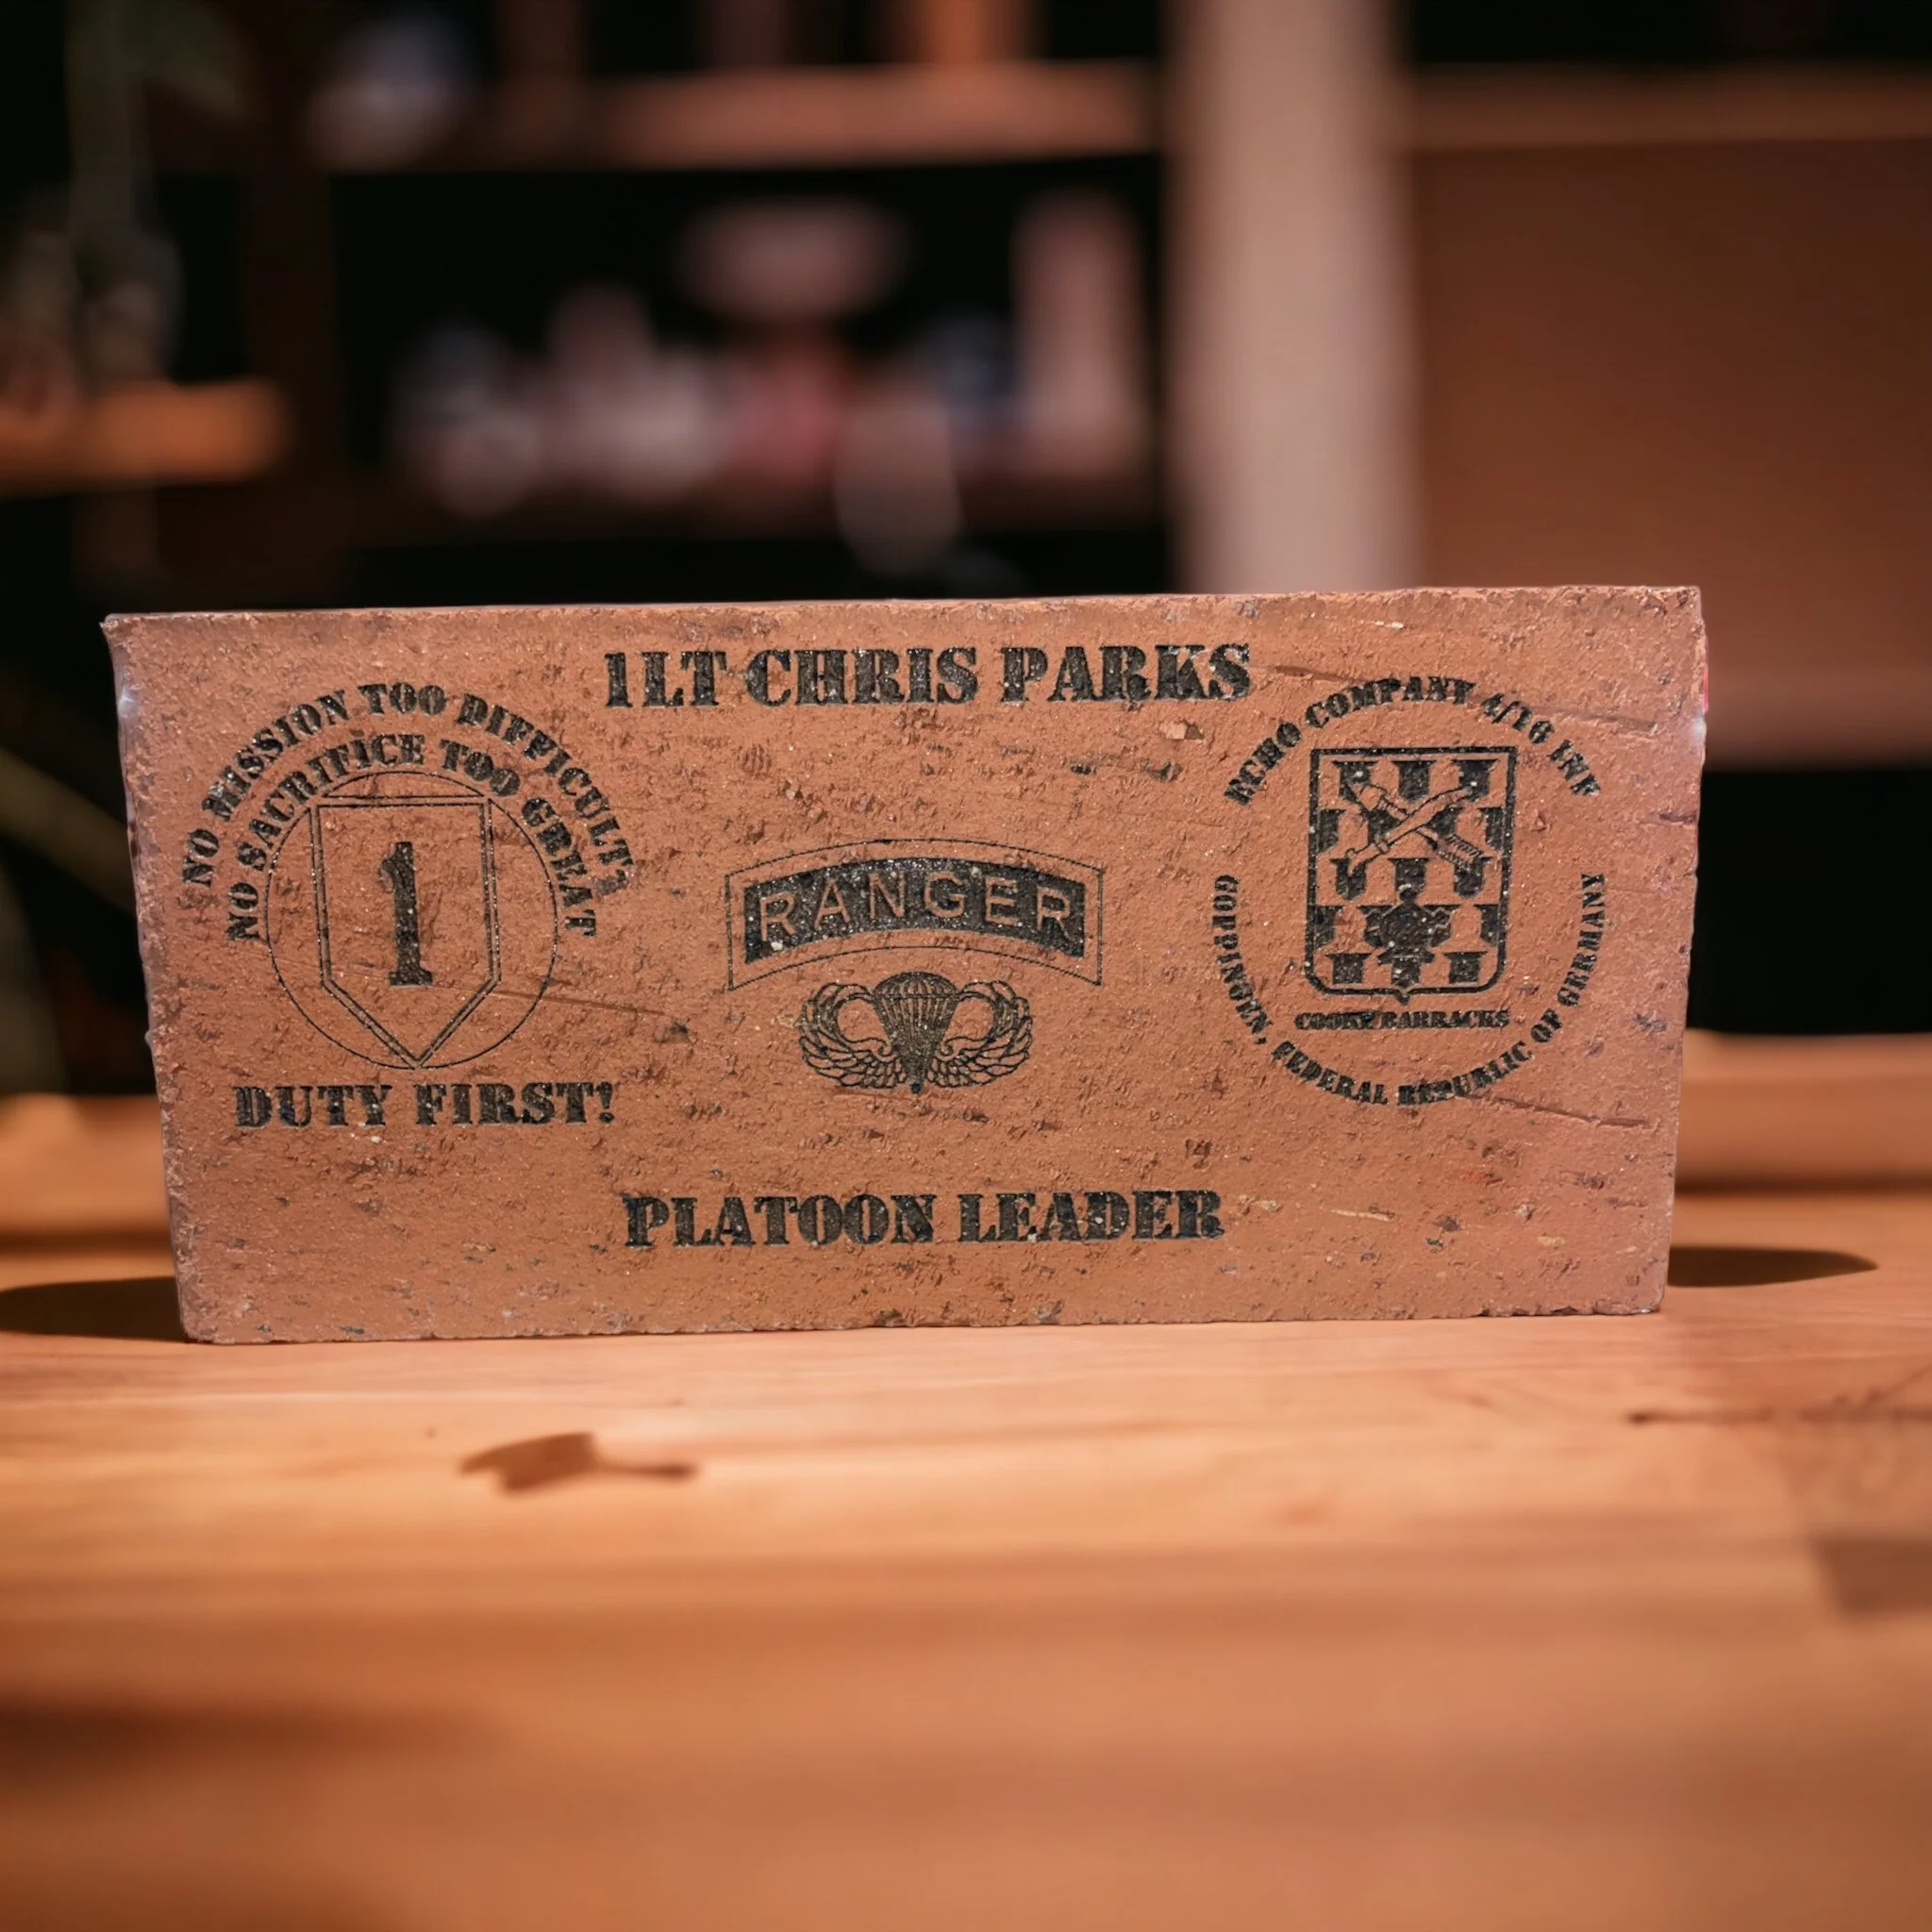 1LT CHRIS PARKS
NO MISSION TOO DIFFICULT,
NO SACRIFICE TOO GREAT
1
DUTY FIRST!
RANGER
ECHO COMPANY 4/16 INF
COOKE BARRACKS
GOPPINGEN, FEDERAL REPUBLIC OF GERMANY
PLATOON LEADER